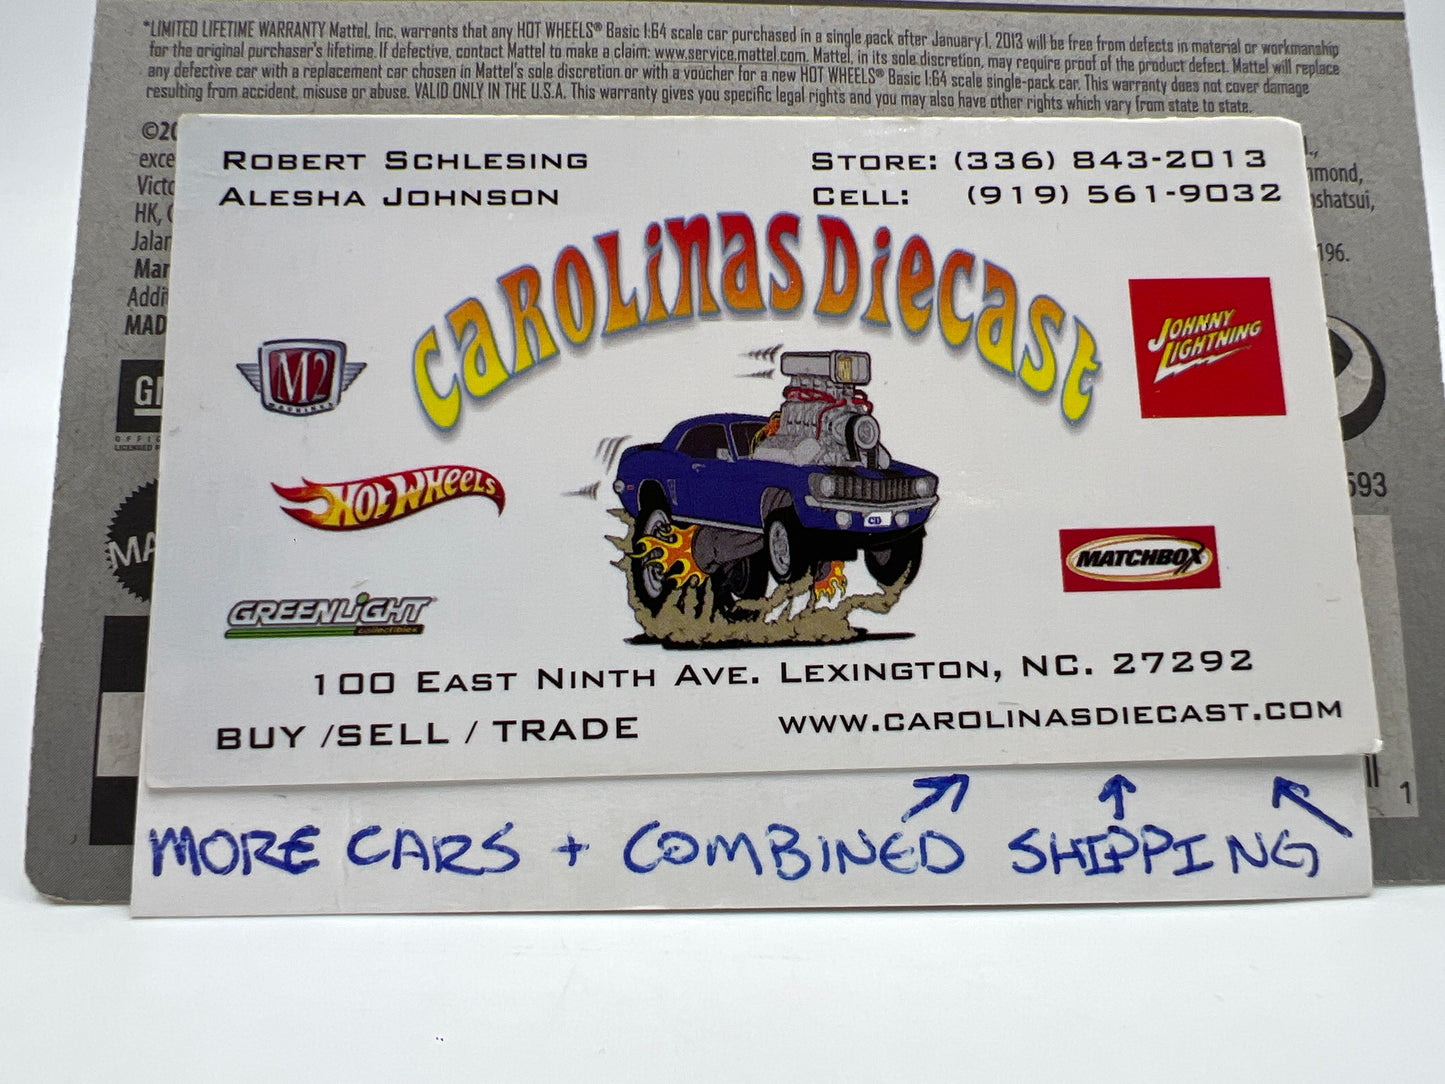 *LIMITED LIFETIME WARRANTY Mattel, Inc. warrants that any HOT WHEELS® Basic 1:64 scale car purchased in a single pack after January 1, 2013 will be free from defects in material or workmanship
for the original purchaser's lifetime. If defective, contact Mattel to make a claim: www.service.mattel.com. Mattel, in its sole discretion, may require proof of the product defect. Mattel will replace
any defective car with a replacement car chosen in Mattel's sole discretion or with a voucher for a new HOT WHEELS® Basic 1:64 scale single-pack car. This warranty does not cover damage
resulting from accident, misuse or abuse. VALID ONLY IN THE U.S.A. This warranty gives you specific legal rights and you may also have other rights which vary from state to state.
ROBERT SCHLESING
ALESHA JOHNSON
STORE: (336) 843-2013
CELL: (919) 561-9032
CAROLINAS DIECAST
M2
MACHINES
JOHNNY
LIGHTNING
HOT WHEELS
CD
MATCHBOX
GREENLIGHT
collectibles
100 EAST NINTH AVE. LEXINGTON, NC. 27292
BUY /SELL / TRADE
WWW.CAROLINASDIECAST.COM
MORE CARS + COMBINED SHIPPING
HK,
MAD
196.
593
1